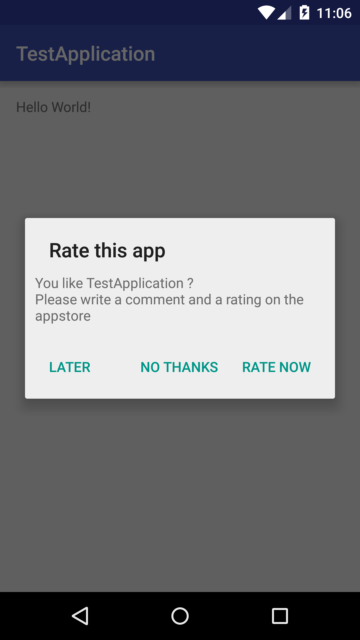 11:06
TestApplication
Hello World!
Rate this app
You like TestApplication ?
Please write a comment and a rating on the
appstore
LATER NO THANKS RATE NOW